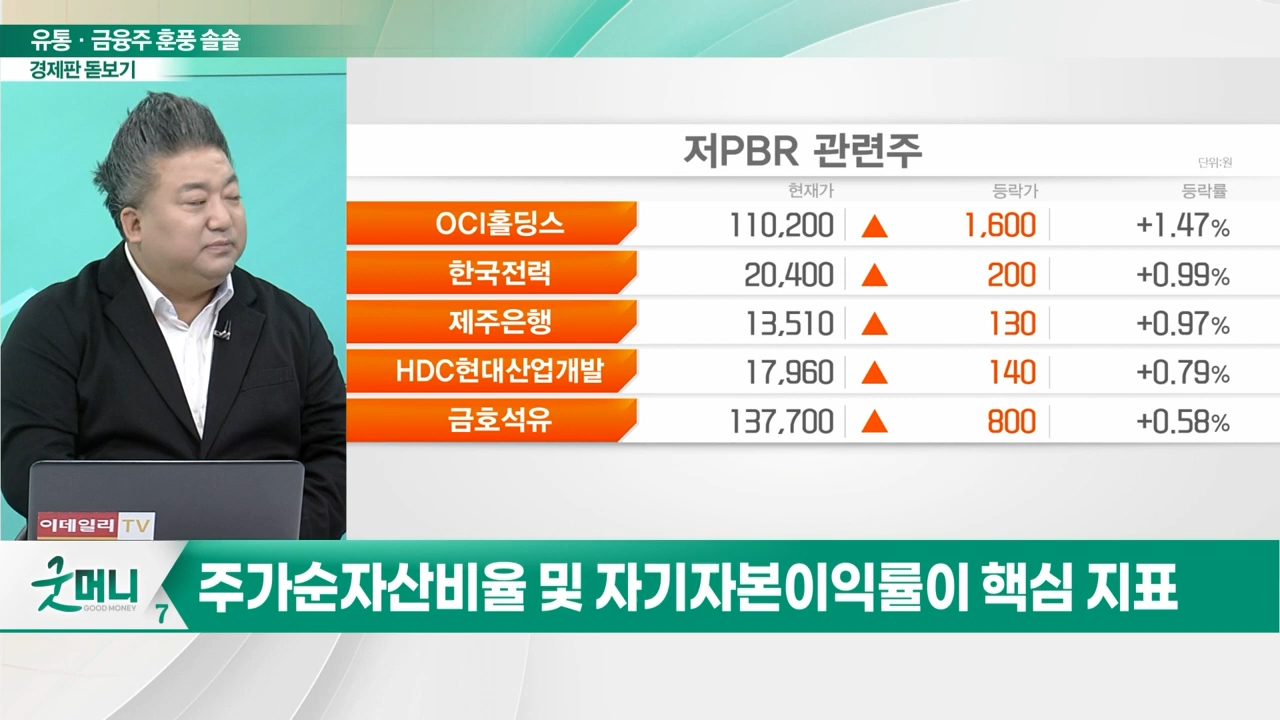 유통 · 금융주 훈풍 솔솔
경제판 돋보기
저PBR 관련주
단위:원
현재가 등락가 등락률
OCI홀딩스 110,200 ▲ 1,600 +1.47%
한국전력 20,400 ▲ 200 +0.99%
제주은행 13,510 ▲ 130 +0.97%
HDC현대산업개발 17,960 ▲ 140 +0.79%
금호석유 137,700 ▲ 800 +0.58%
이데일리TV
굿머니
GOOD MONEY
7
주가순자산비율 및 자기자본이익률이 핵심 지표